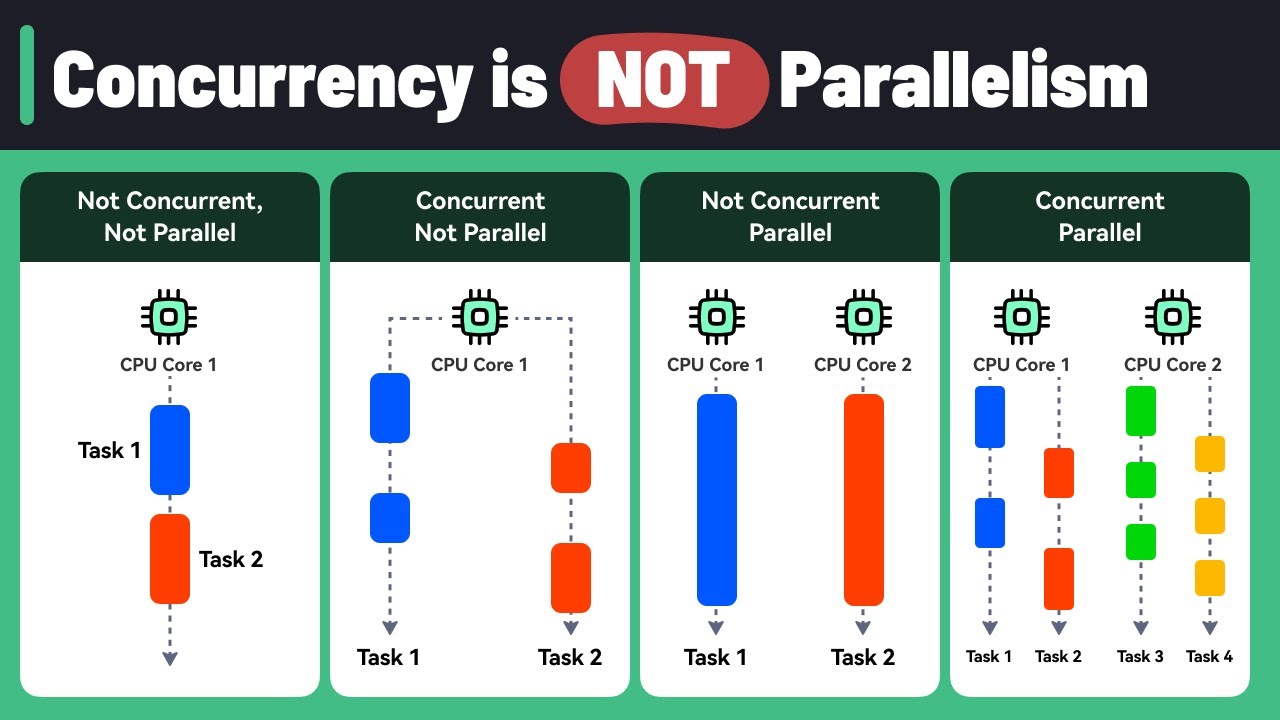 Concurrency is NOT Parallelism
Not Concurrent,
Not Parallel
CPU Core 1
Task 1
Task 2
Concurrent
Not Parallel
CPU Core 1
Task 1
Task 2
Not Concurrent
Parallel
CPU Core 1
CPU Core 2
Task 1
Task 2
Concurrent
Parallel
CPU Core 1
CPU Core 2
Task 1
Task 2
Task 3
Task 4